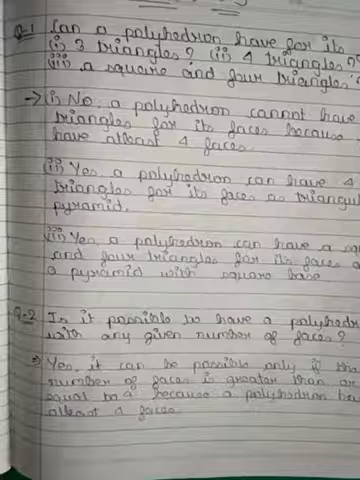 Q-1 Can a polyhedron have for its
(i) 3 triangles? (ii) 4 triangles?
(iii) a square and four triangles?
→ (i) No, a polyhedron cannot have
triangles for its faces because
have atleast 4 faces.
(ii) Yes, a polyhedron can have 4
triangles for its faces as triangul
pyramid.
(iii) Yes, a polyhedron can have a sq
and four triangles for its faces a
a pyramid with square base
Q-2 Is it possible to have a polyhedr
with any given number of faces?
→ Yes, it can be possible only if the
number of faces is greater than or
equal to 4 because a polyhedron ha
atleast 4 faces